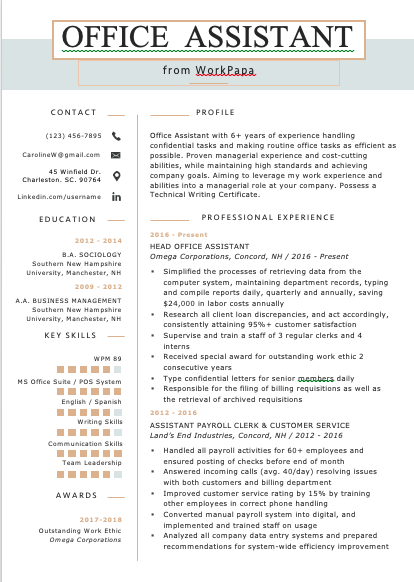 OFFICE ASSISTANT
from WorkPapa
CONTACT
(123) 456-7895
CarolineW@gmail.com
45 Winfield Dr.
Charleston, SC. 90764
Linkedin.com/username
EDUCATION
2012 - 2014
B.A. SOCIOLOGY
Southern New Hampshire
University, Manchester, NH
2009 - 2012
A.A. BUSINESS MANAGEMENT
Southern New Hampshire
University, Manchester, NH
KEY SKILLS
WPM 89
MS Office Suite / POS System
English / Spanish
Writing Skills
Communication Skills
Team Leadership
AWARDS
2017-2018
Outstanding Work Ethic
Omega Corporations
PROFILE
Office Assistant with 6+ years of experience handling
confidential tasks and making routine office tasks as efficient as
possible. Proven managerial experience and cost-cutting
abilities, while maintaining high standards and achieving
company goals. Aiming to leverage my work experience and
abilities into a managerial role at your company. Possess a
Technical Writing Certificate.
PROFESSIONAL EXPERIENCE
2016 - Present
HEAD OFFICE ASSISTANT
Omega Corporations, Concord, NH / 2016 - Present
• Simplified the processes of retrieving data from the
computer system, maintaining department records, typing
and compile reports daily, quarterly and annually, saving
$24,000 in labor costs annually
• Research all client loan discrepancies, and act accordingly,
consistently attaining 95%+ customer satisfaction
• Supervise and train a staff of 3 regular clerks and 4
interns
• Received special award for outstanding work ethic 2
consecutive years
• Type confidential letters for senior members daily
• Responsible for the filing of billing requisitions as well as
the retrieval of archived requisitions
2012 - 2016
ASSISTANT PAYROLL CLERK & CUSTOMER SERVICE
Land's End Industries, Concord, NH / 2012 - 2016
• Handled all payroll activities for 60+ employees and
ensured posting of checks before end of month
• Answered incoming calls (avg. 40/day) resolving issues
with both customers and billing department
• Improved customer service rating by 15% by training
other employees in correct phone handling
• Converted manual payroll system into digital, and
implemented and trained staff on usage
• Analyzed all company data entry systems and prepared
recommendations for system-wide efficiency improvement